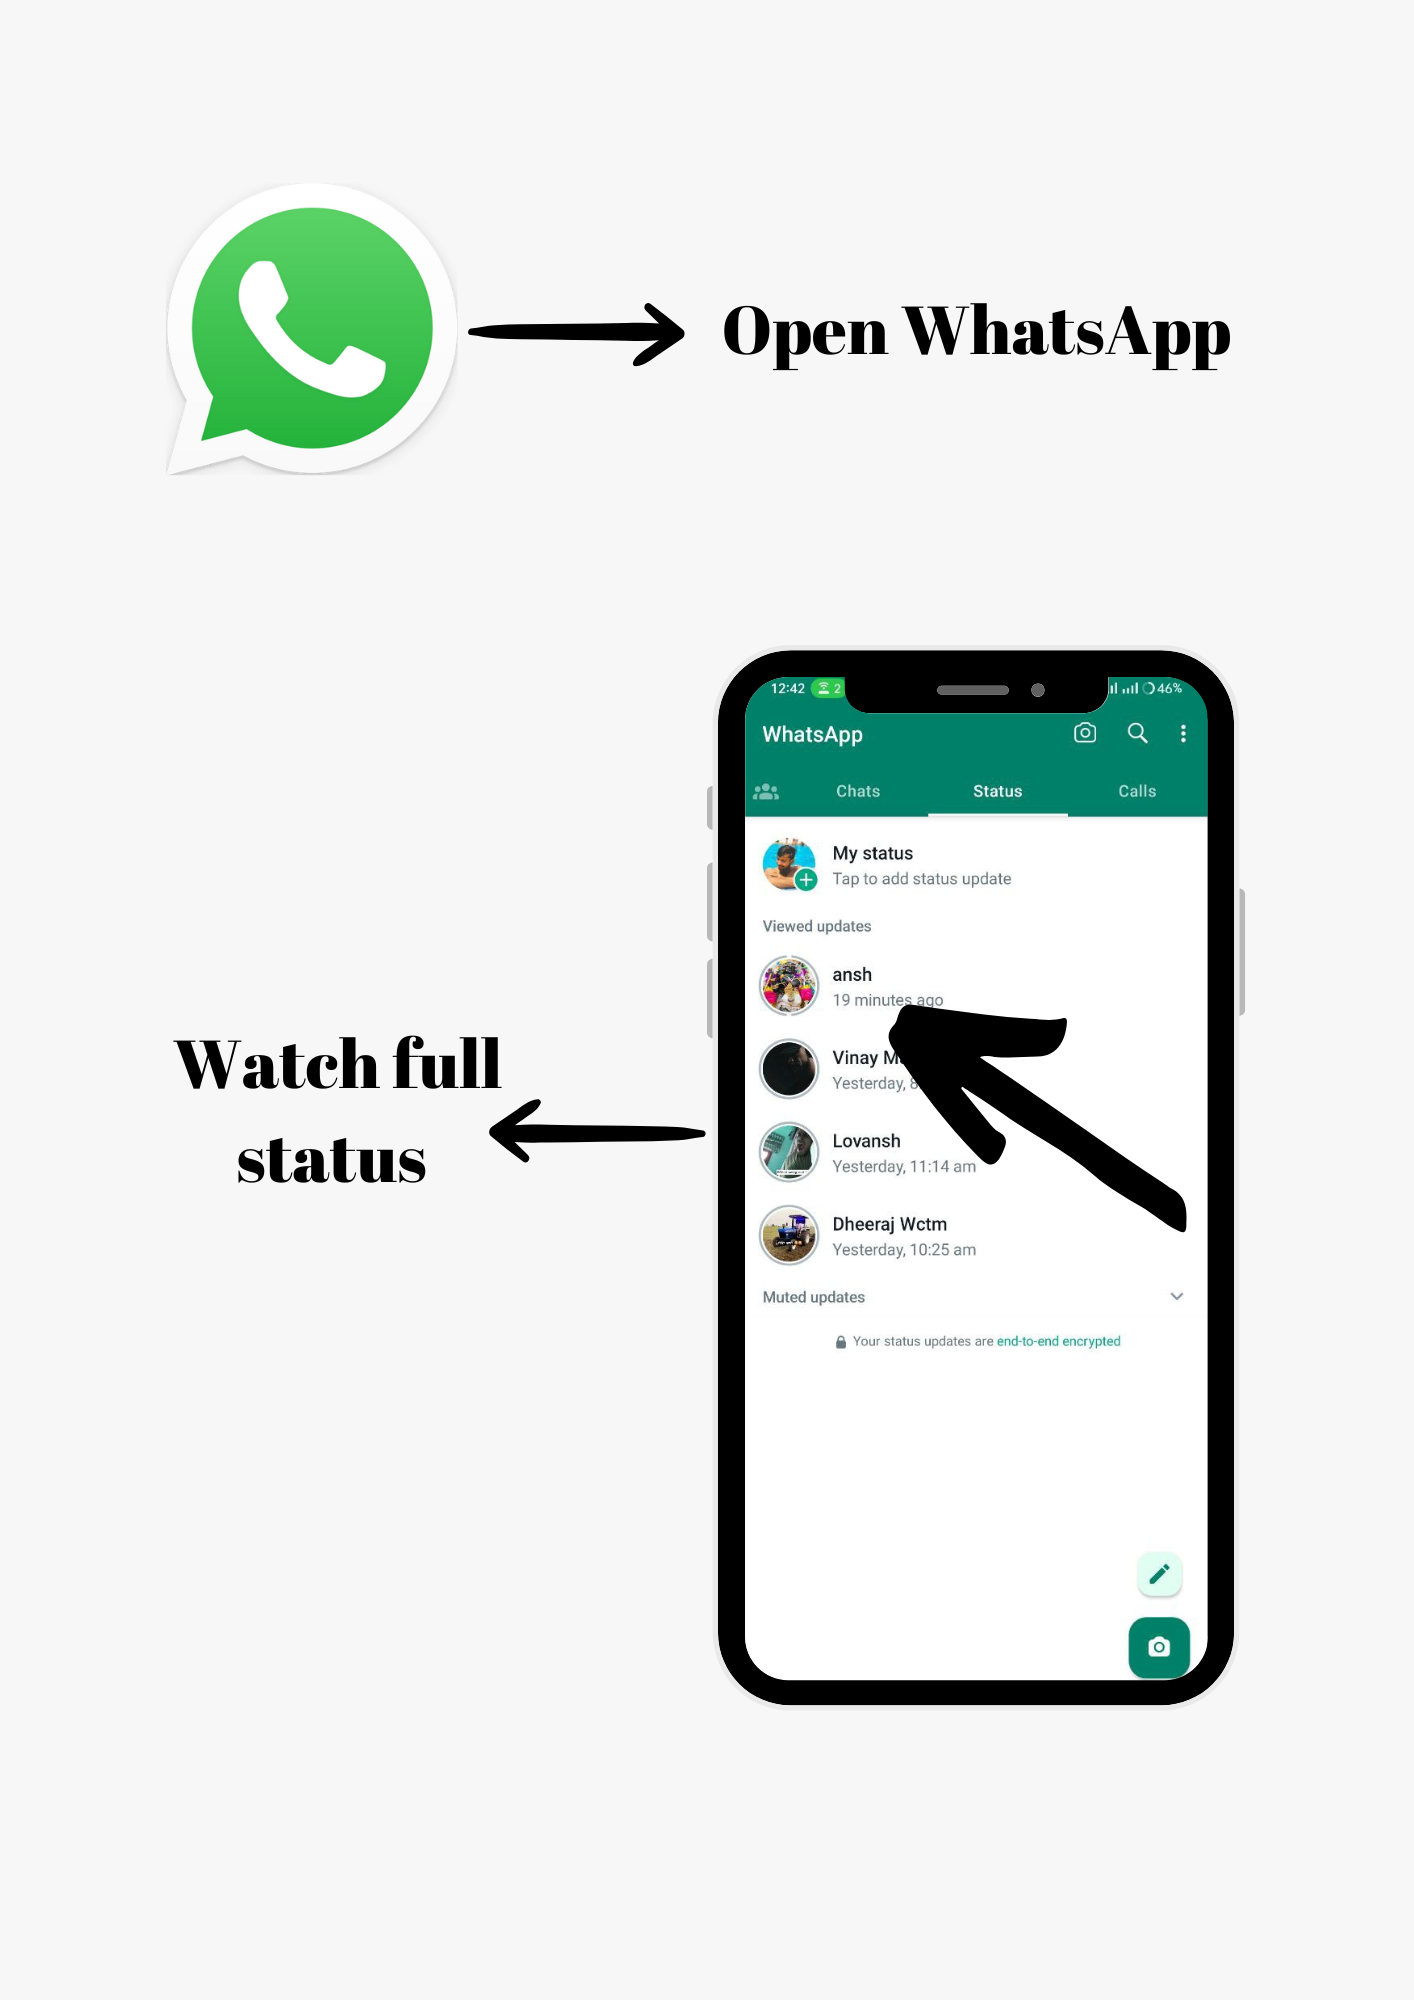 Open WhatsApp
12:42 2 46%
WhatsApp
Chats Status Calls
My status
Tap to add status update
Viewed updates
ansh
19 minutes ago
Vinay
Yesterday,
Watch full
status
Lovansh
Yesterday, 11:14 am
Dheeraj Wctm
Yesterday, 10:25 am
Muted updates
Your status updates are end-to-end encrypted